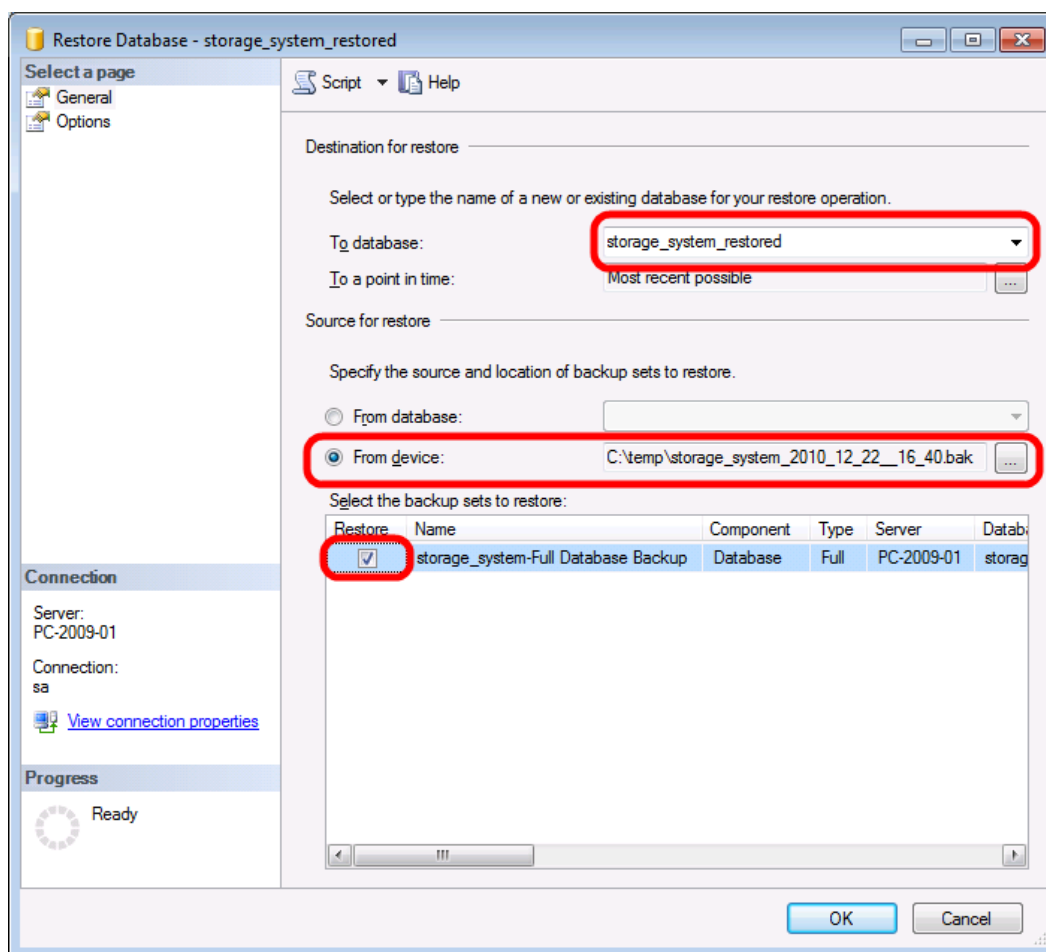 Restore Database - storage_system_restored
Select a page
General
Options
Script
Help
Destination for restore
Select or type the name of a new or existing database for your restore operation.
To database:
storage_system_restored
To a point in time:
Most recent possible
...
Source for restore
Specify the source and location of backup sets to restore.
From database:
From device:
C:\temp\storage_system_2010_12_22__16_40.bak
...
Select the backup sets to restore:
Restore Name Component Type Server Databa
storage_system-Full Database Backup Database Full PC-2009-01 storag
Connection
Server:
PC-2009-01
Connection:
sa
View connection properties
Progress
Ready
OK
Cancel